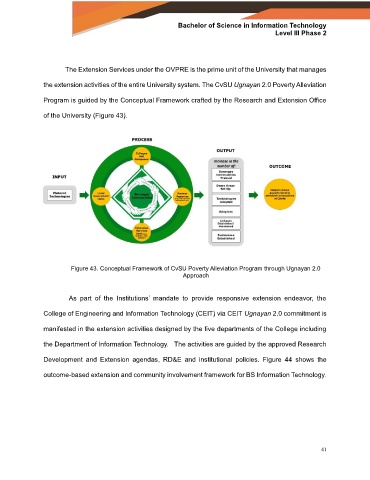 Bachelor of Science in Information Technology
Level III Phase 2
The Extension Services under the OVPRE is the prime unit of the University that manages
the extension activities of the entire University system. The CvSU Ugnayan 2.0 Poverty Alleviation
Program is guided by the Conceptual Framework crafted by the Research and Extension Office
of the University (Figure 43).
PROCESS
OUTPUT
Increase in the
number of:
OUTCOME
INPUT
Adoption
Established
Figure 43. Conceptual Framework of CvSU Poverty Alleviation Program through Ugnayan 2.0
Approach
As part of the Institutions' mandate to provide responsive extension endeavor, the
College of Engineering and Information Technology (CEIT) via CEIT Ugnayan 2.0 commitment is
manifested in the extension activities designed by the five departments of the College including
the Department of Information Technology. The activities are guided by the approved Research
Development and Extension agendas, RD&E and institutional policies. Figure 44 shows the
outcome-based extension and community involvement framework for BS Information Technology.